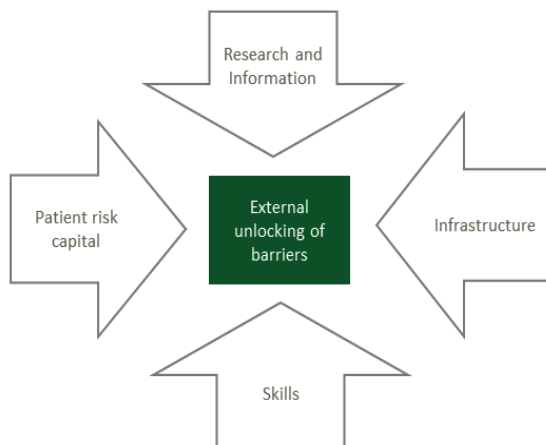 Research and
Information
Patient risk
capital
External
unlocking of
barriers
Infrastructure
Skills